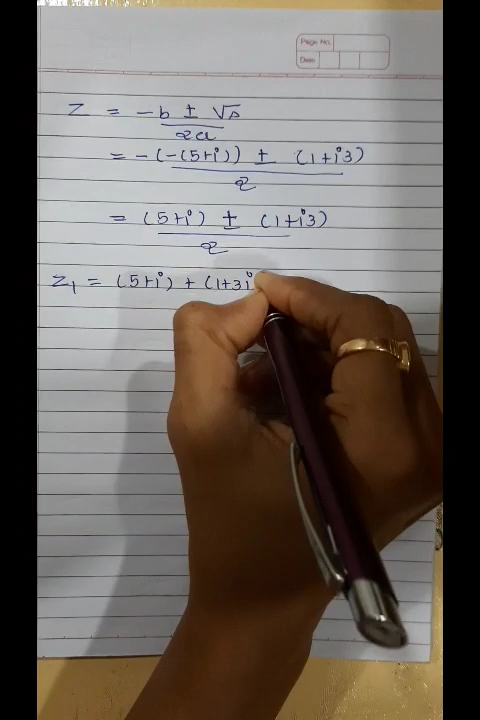 Page No.
Date
Z = -b ± √D
2a
= -(-(5+i)) ± (1+i3)
2
= (5+i) ± (1+i3)
2
Z₁ = (5+i) + (1+3i